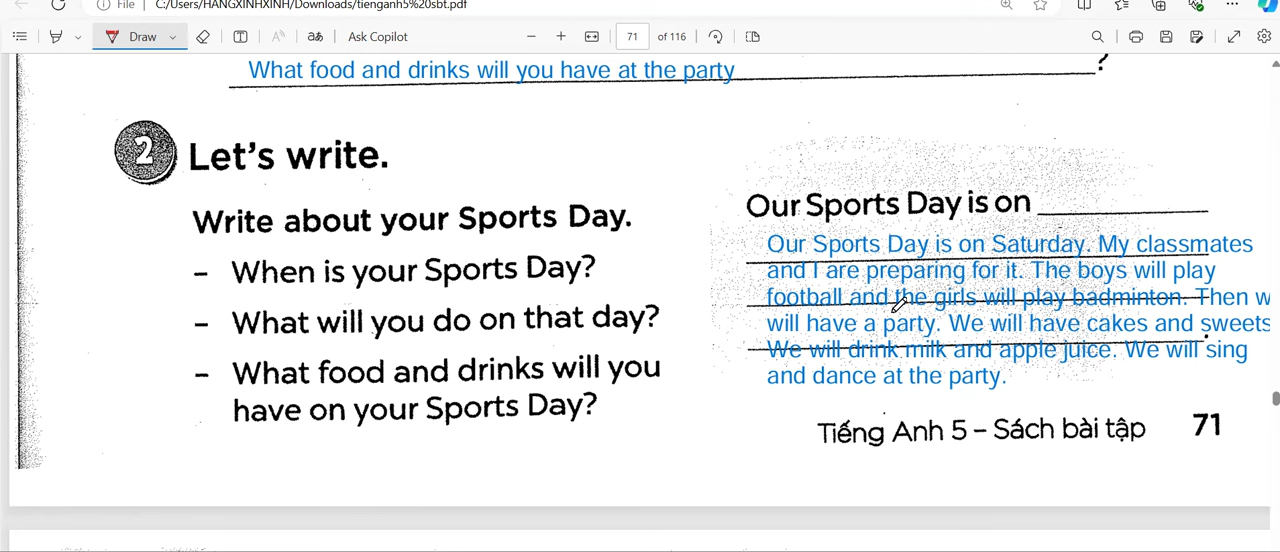 File C:/Users/HANGXINHXINH/Downloads/tienganh5%20sbt.pdf
Draw aあ Ask Copilot 71 of 116
What food and drinks will you have at the party ?
2 Let's write.
Write about your Sports Day.
- When is your Sports Day?
- What will you do on that day?
- What food and drinks will you
have on your Sports Day?
Our Sports Day is on
Our Sports Day is on Saturday. My classmates
and I are preparing for it. The boys will play
football and the girls will play badminton. Then w
will have a party. We will have cakes and sweets
We will drink milk and apple juice. We will sing
and dance at the party.
Tiếng Anh 5 – Sách bài tập 71